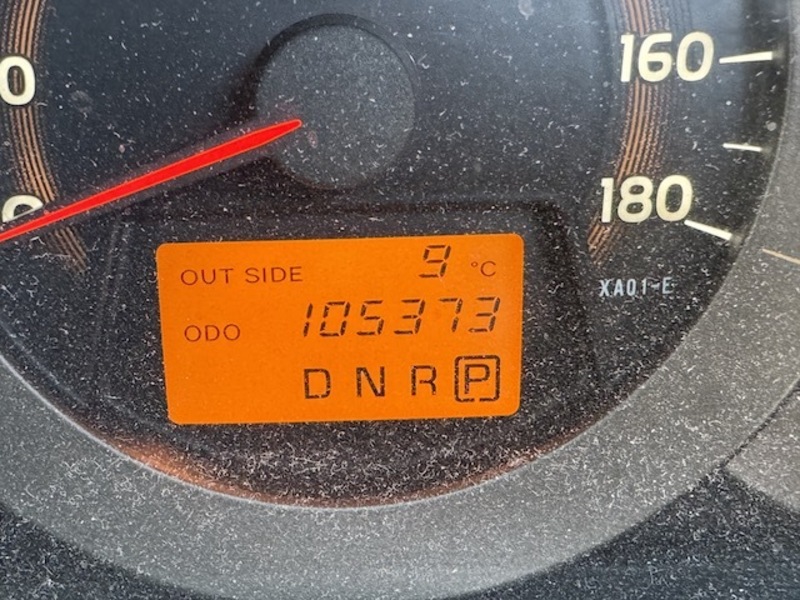 160
180
OUT SIDE 9 °C
XA01-E
ODO 105373
D N R P